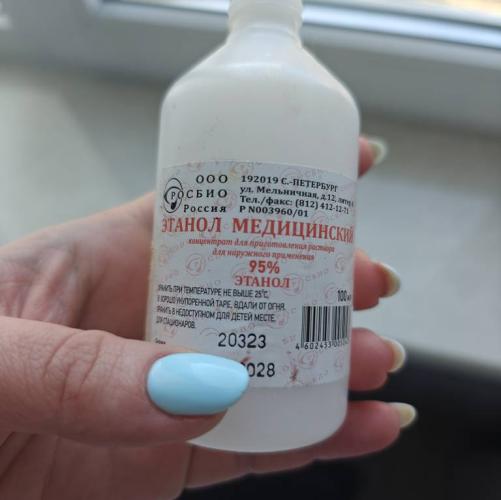 ООО
РОСБИО
Россия
192019 С.-ПЕТЕРБУРГ
ул. Мельничная, д.12, литер
Тел./факс: (812) 412-12-71
Р N003960/01
ЭТАНОЛ МЕДИЦИНСКИЙ
концентрат для приготовления раствора
для наружного применения
95%
ЭТАНОЛ
ХРАНИТЬ ПРИ ТЕМПЕРАТУРЕ НЕ ВЫШЕ 25°С,
В ХОРОШО УКУПОРЕННОЙ ТАРЕ, ВДАЛИ ОТ ОГНЯ.
ХРАНИТЬ В НЕДОСТУПНОМ ДЛЯ ДЕТЕЙ МЕСТЕ.
ДЛЯ СТАЦИОНАРОВ.
100 мл
20323
028